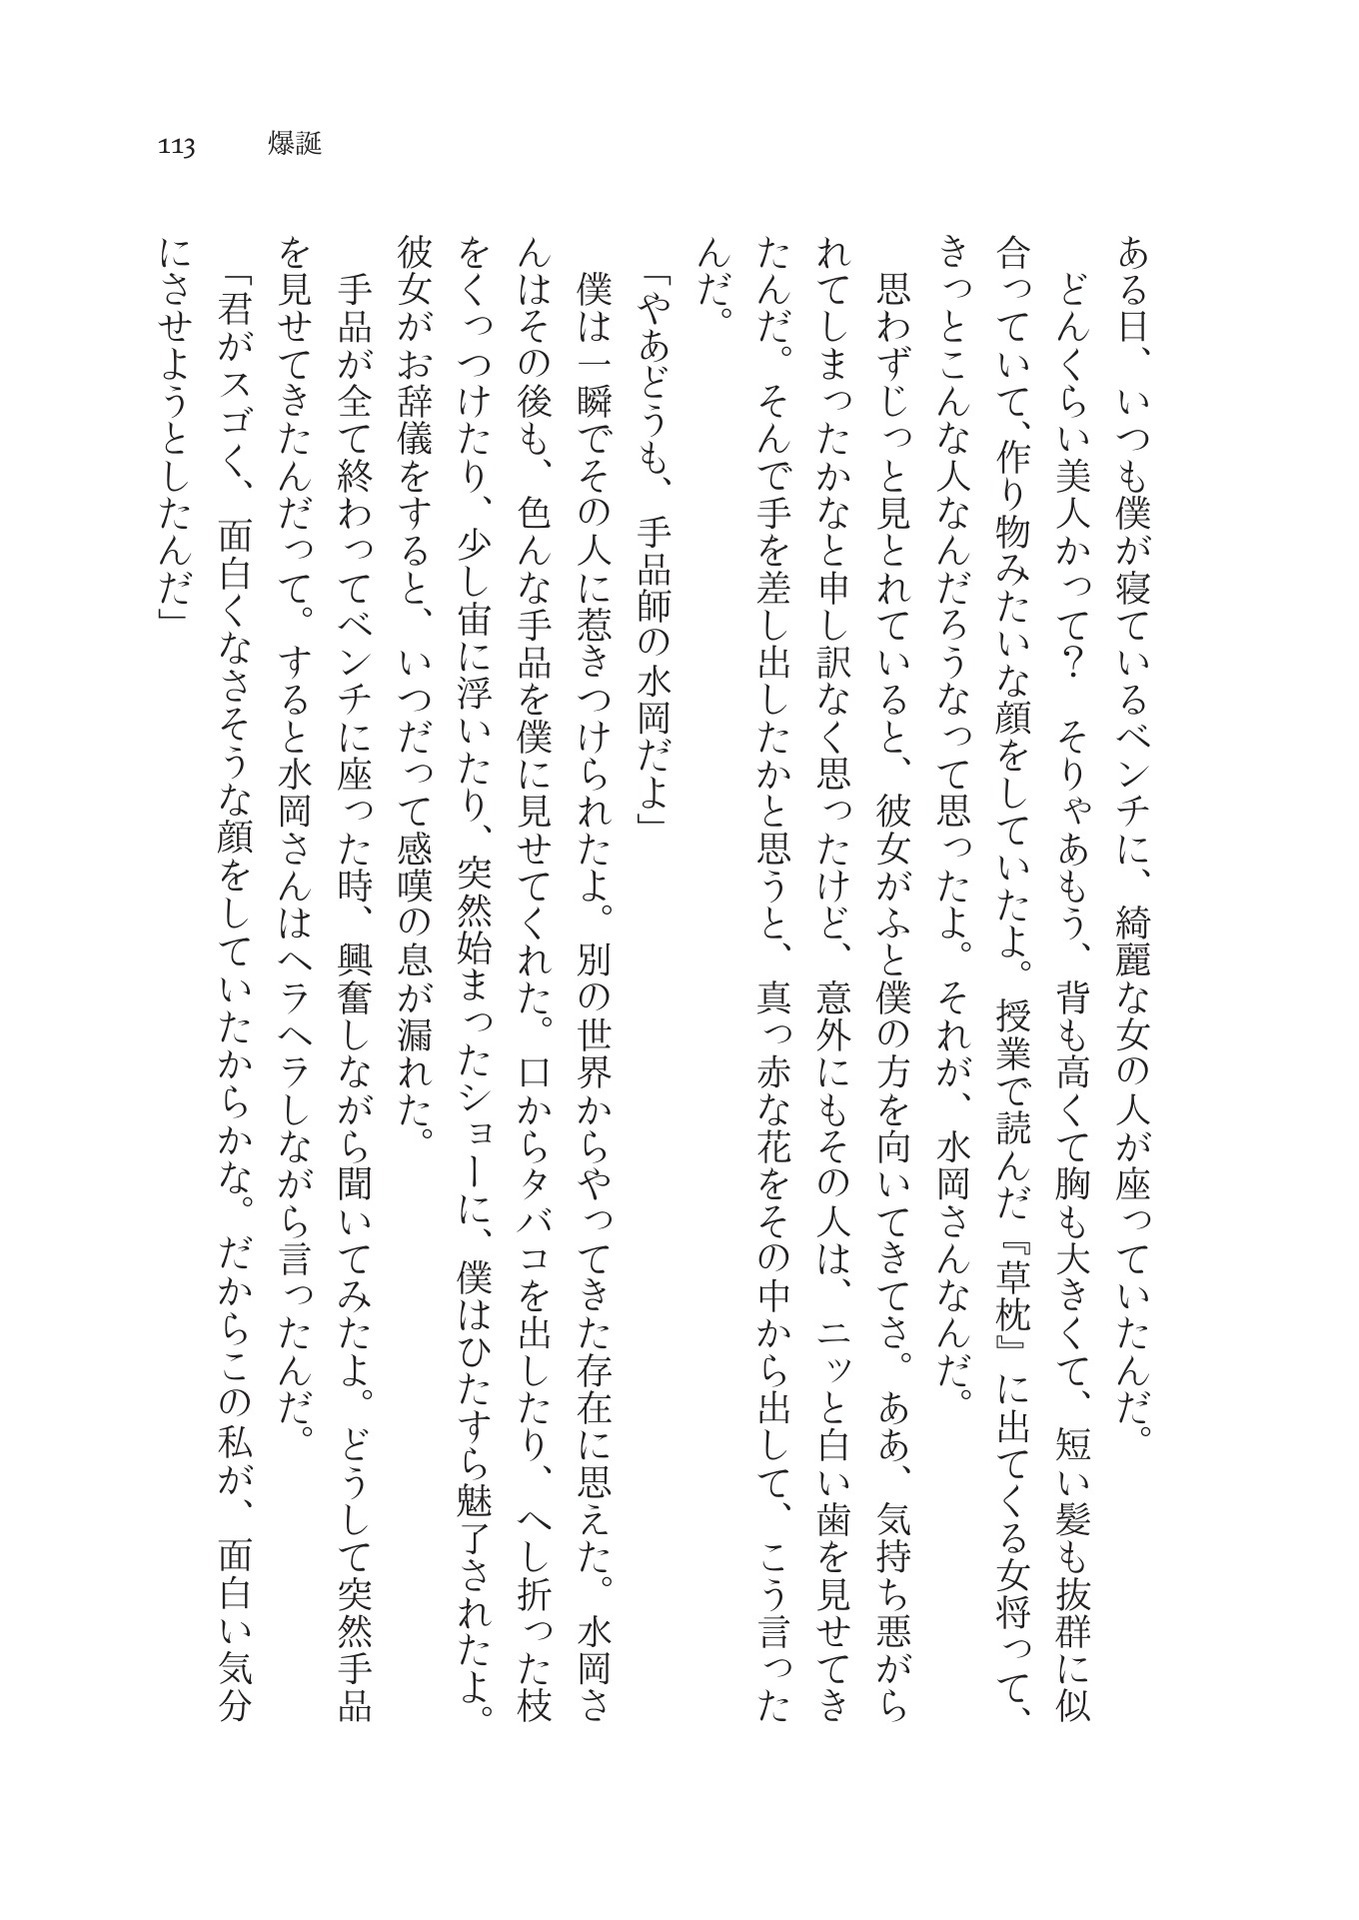 113 爆誕
ある日、いつも僕が寝ているベンチに、綺麗な女の人が座っていたんだ。
　どんくらい美人かって？　そりゃあもう、背も高くて胸も大きくて、短い髪も抜群に似
合っていて、作り物みたいな顔をしていたよ。授業で読んだ『草枕』に出てくる女将って、
きっとこんな人なんだろうなって思ったよ。それが、水岡さんなんだ。
　思わずじっと見とれていると、彼女がふと僕の方を向いてきてさ。ああ、気持ち悪がら
れてしまったかなと申し訳なく思ったけど、意外にもその人は、ニッと白い歯を見せてき
たんだ。そんで手を差し出したかと思うと、真っ赤な花をその中から出して、こう言った
んだ。
「やあどうも、手品師の水岡だよ」
　僕は一瞬でその人に惹きつけられたよ。別の世界からやってきた存在に思えた。水岡さ
んはその後も、色んな手品を僕に見せてくれた。口からタバコを出したり、へし折った枝
をくっつけたり、少し宙に浮いたり、突然始まったショーに、僕はひたすら魅了されたよ。
彼女がお辞儀をすると、いつだって感嘆の息が漏れた。
　手品が全て終わってベンチに座った時、興奮しながら聞いてみたよ。どうして突然手品
を見せてきたんだって。すると水岡さんはヘラヘラしながら言ったんだ。
「君がスゴく、面白くなさそうな顔をしていたからかな。だからこの私が、面白い気分
にさせようとしたんだ」